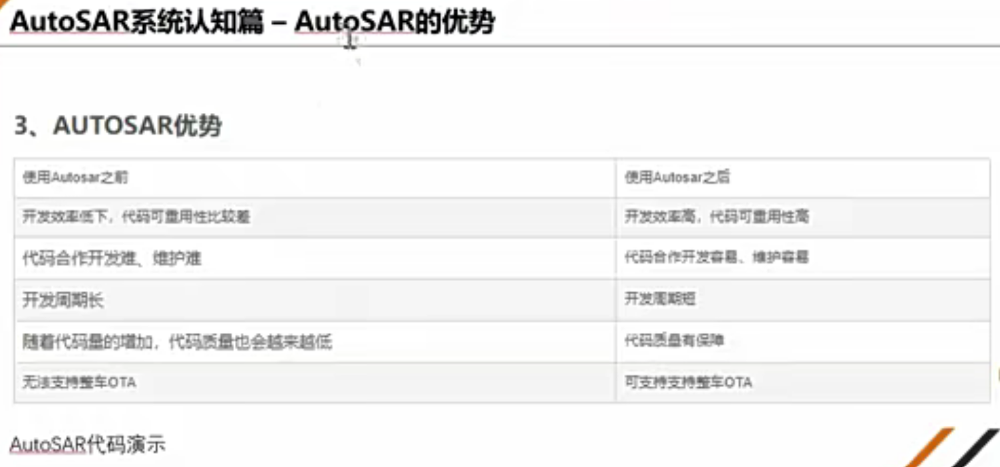 AutoSAR系统认知篇 – AutoSAR的优势
3、AUTOSAR优势
使用Autosar之前 使用Autosar之后
开发效率低下，代码可重用性比较差 开发效率高，代码可重用性高
代码合作开发难、维护难 代码合作开发容易、维护容易
开发周期长 开发周期短
随着代码量的增加，代码质量也会越来越低 代码质量有保障
无法支持整车OTA 可支持支持整车OTA
AutoSAR代码演示